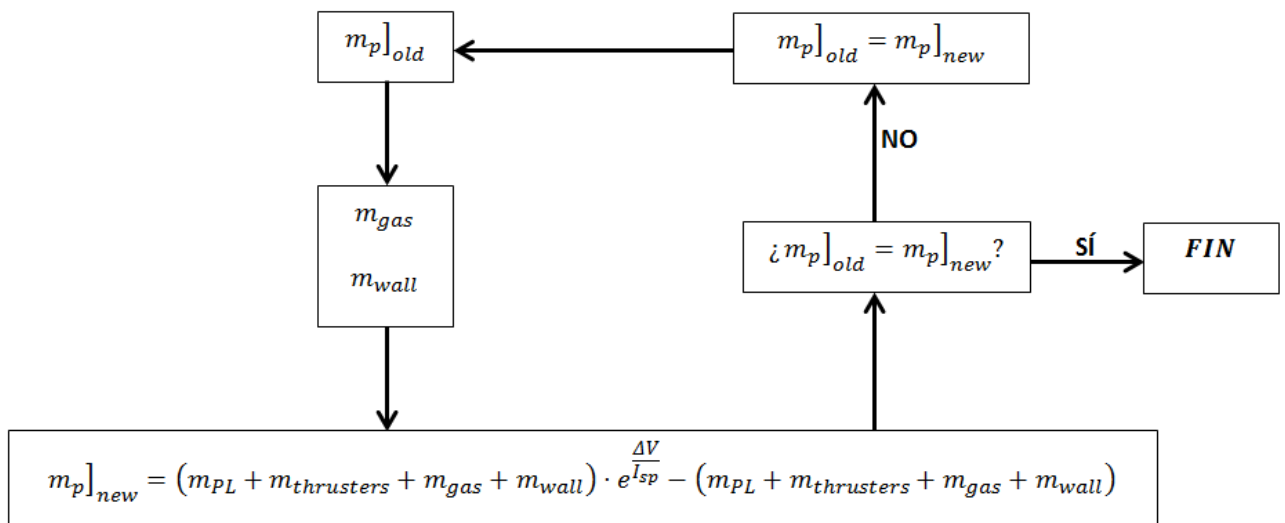 m_p]_old
m_p]_old = m_p]_new
NO
m_gas
m_wall
¿m_p]_old = m_p]_new?
SÍ
FIN
m_p]_new = (m_PL + m_thrusters + m_gas + m_wall) · e^(ΔV/I_sp) − (m_PL + m_thrusters + m_gas + m_wall)